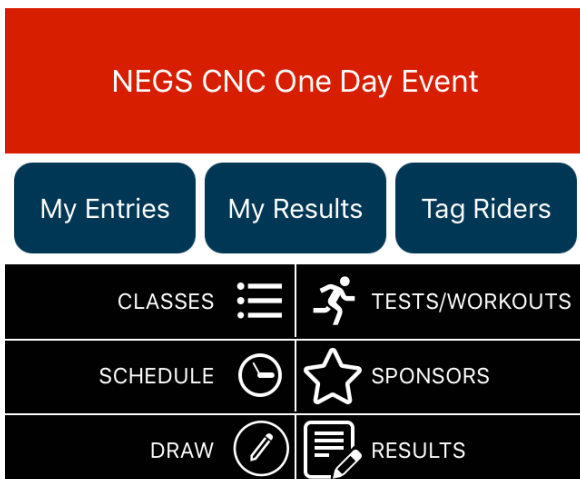 NEGS CNC One Day Event
My Entries My Results Tag Riders
CLASSES TESTS/WORKOUTS
SCHEDULE SPONSORS
DRAW RESULTS